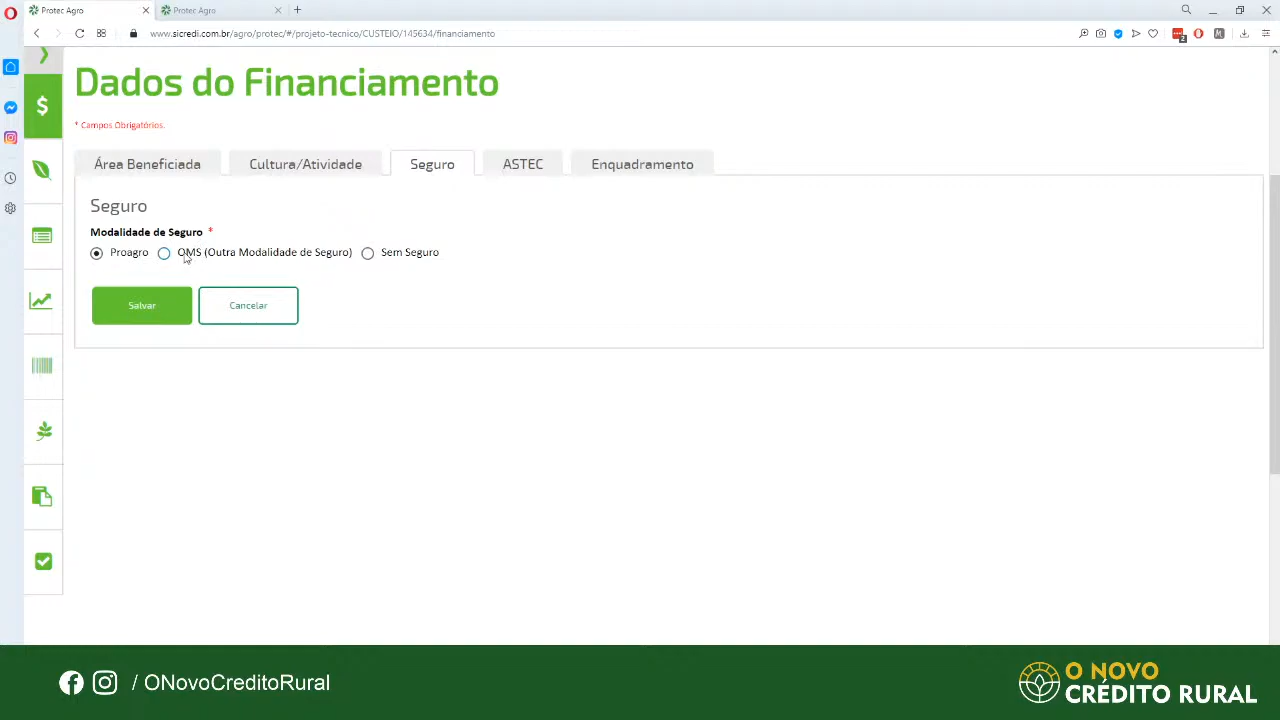 Protec Agro
Protec Agro
www.sicredi.com.br/agro/protec/#/projeto-tecnico/CUSTEIO/145634/financiamento
2
M
$
Dados do Financiamento
* Campos Obrigatórios.
Área Beneficiada
Cultura/Atividade
Seguro
ASTEC
Enquadramento
Seguro
Modalidade de Seguro *
Proagro
OMS (Outra Modalidade de Seguro)
Sem Seguro
Salvar
Cancelar
/ ONovoCreditoRural
O NOVO
CRÉDITO RURAL